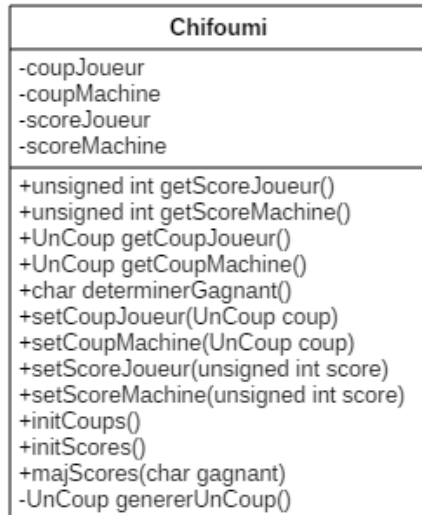 Chifoumi
-coupJoueur
-coupMachine
-scoreJoueur
-scoreMachine
+unsigned int getScoreJoueur()
+unsigned int getScoreMachine()
+UnCoup getCoupJoueur()
+UnCoup getCoupMachine()
+char determinerGagnant()
+setCoupJoueur(UnCoup coup)
+setCoupMachine(UnCoup coup)
+setScoreJoueur(unsigned int score)
+setScoreMachine(unsigned int score)
+initCoups()
+initScores()
+majScores(char gagnant)
-UnCoup genererUnCoup()